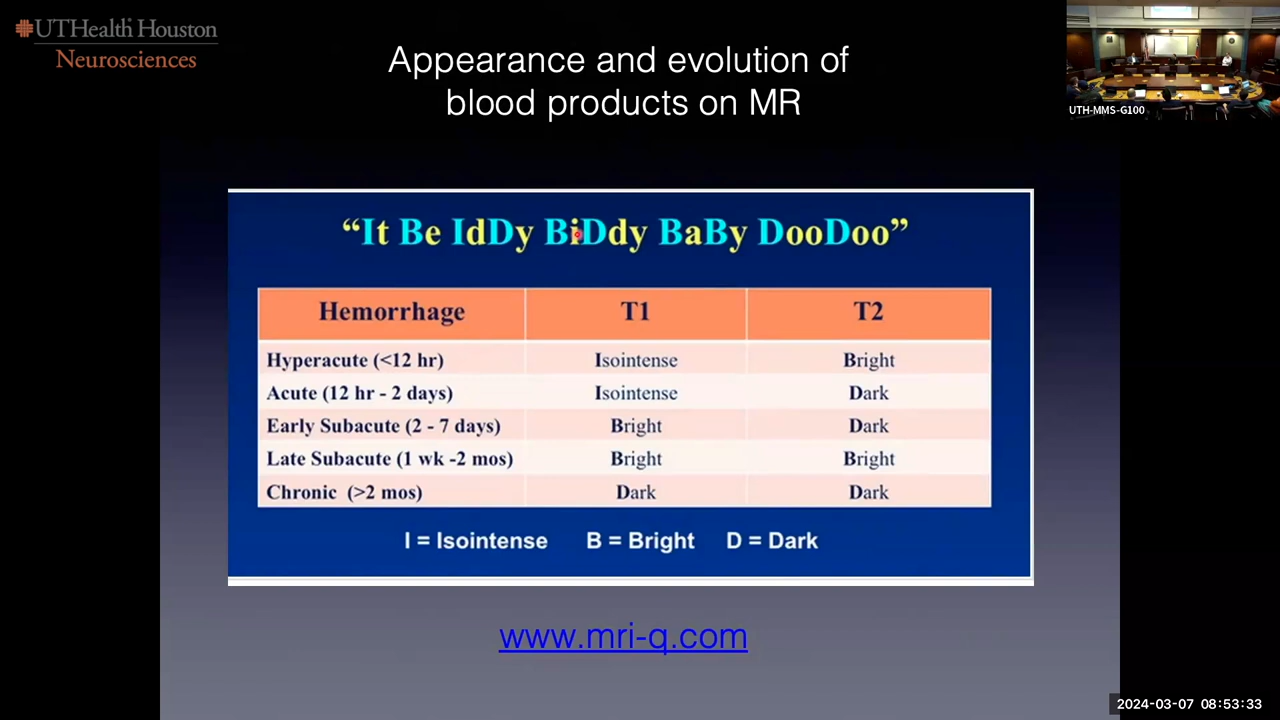 UTHealth Houston
Neurosciences
Appearance and evolution of
blood products on MR
UTH-MMS-G100
“It Be IdDy BiDdy BaBy DooDoo”
Hemorrhage T1 T2
Hyperacute (<12 hr) Isointense Bright
Acute (12 hr - 2 days) Isointense Dark
Early Subacute (2 - 7 days) Bright Dark
Late Subacute (1 wk -2 mos) Bright Bright
Chronic (>2 mos) Dark Dark
I = Isointense B = Bright D = Dark
www.mri-q.com
2024-03-07 08:53:33